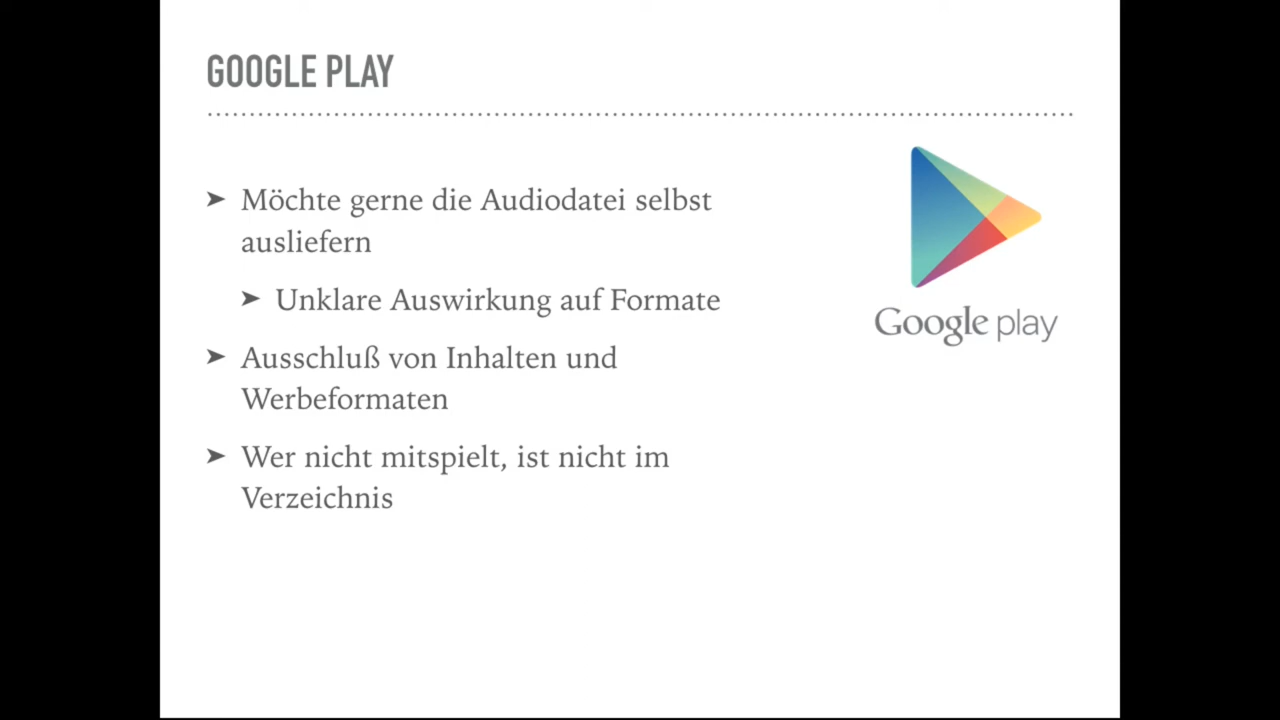 GOOGLE PLAY
➤ Möchte gerne die Audiodatei selbst
ausliefern
➤ Unklare Auswirkung auf Formate
➤ Ausschluß von Inhalten und
Werbeformaten
➤ Wer nicht mitspielt, ist nicht im
Verzeichnis
Google play